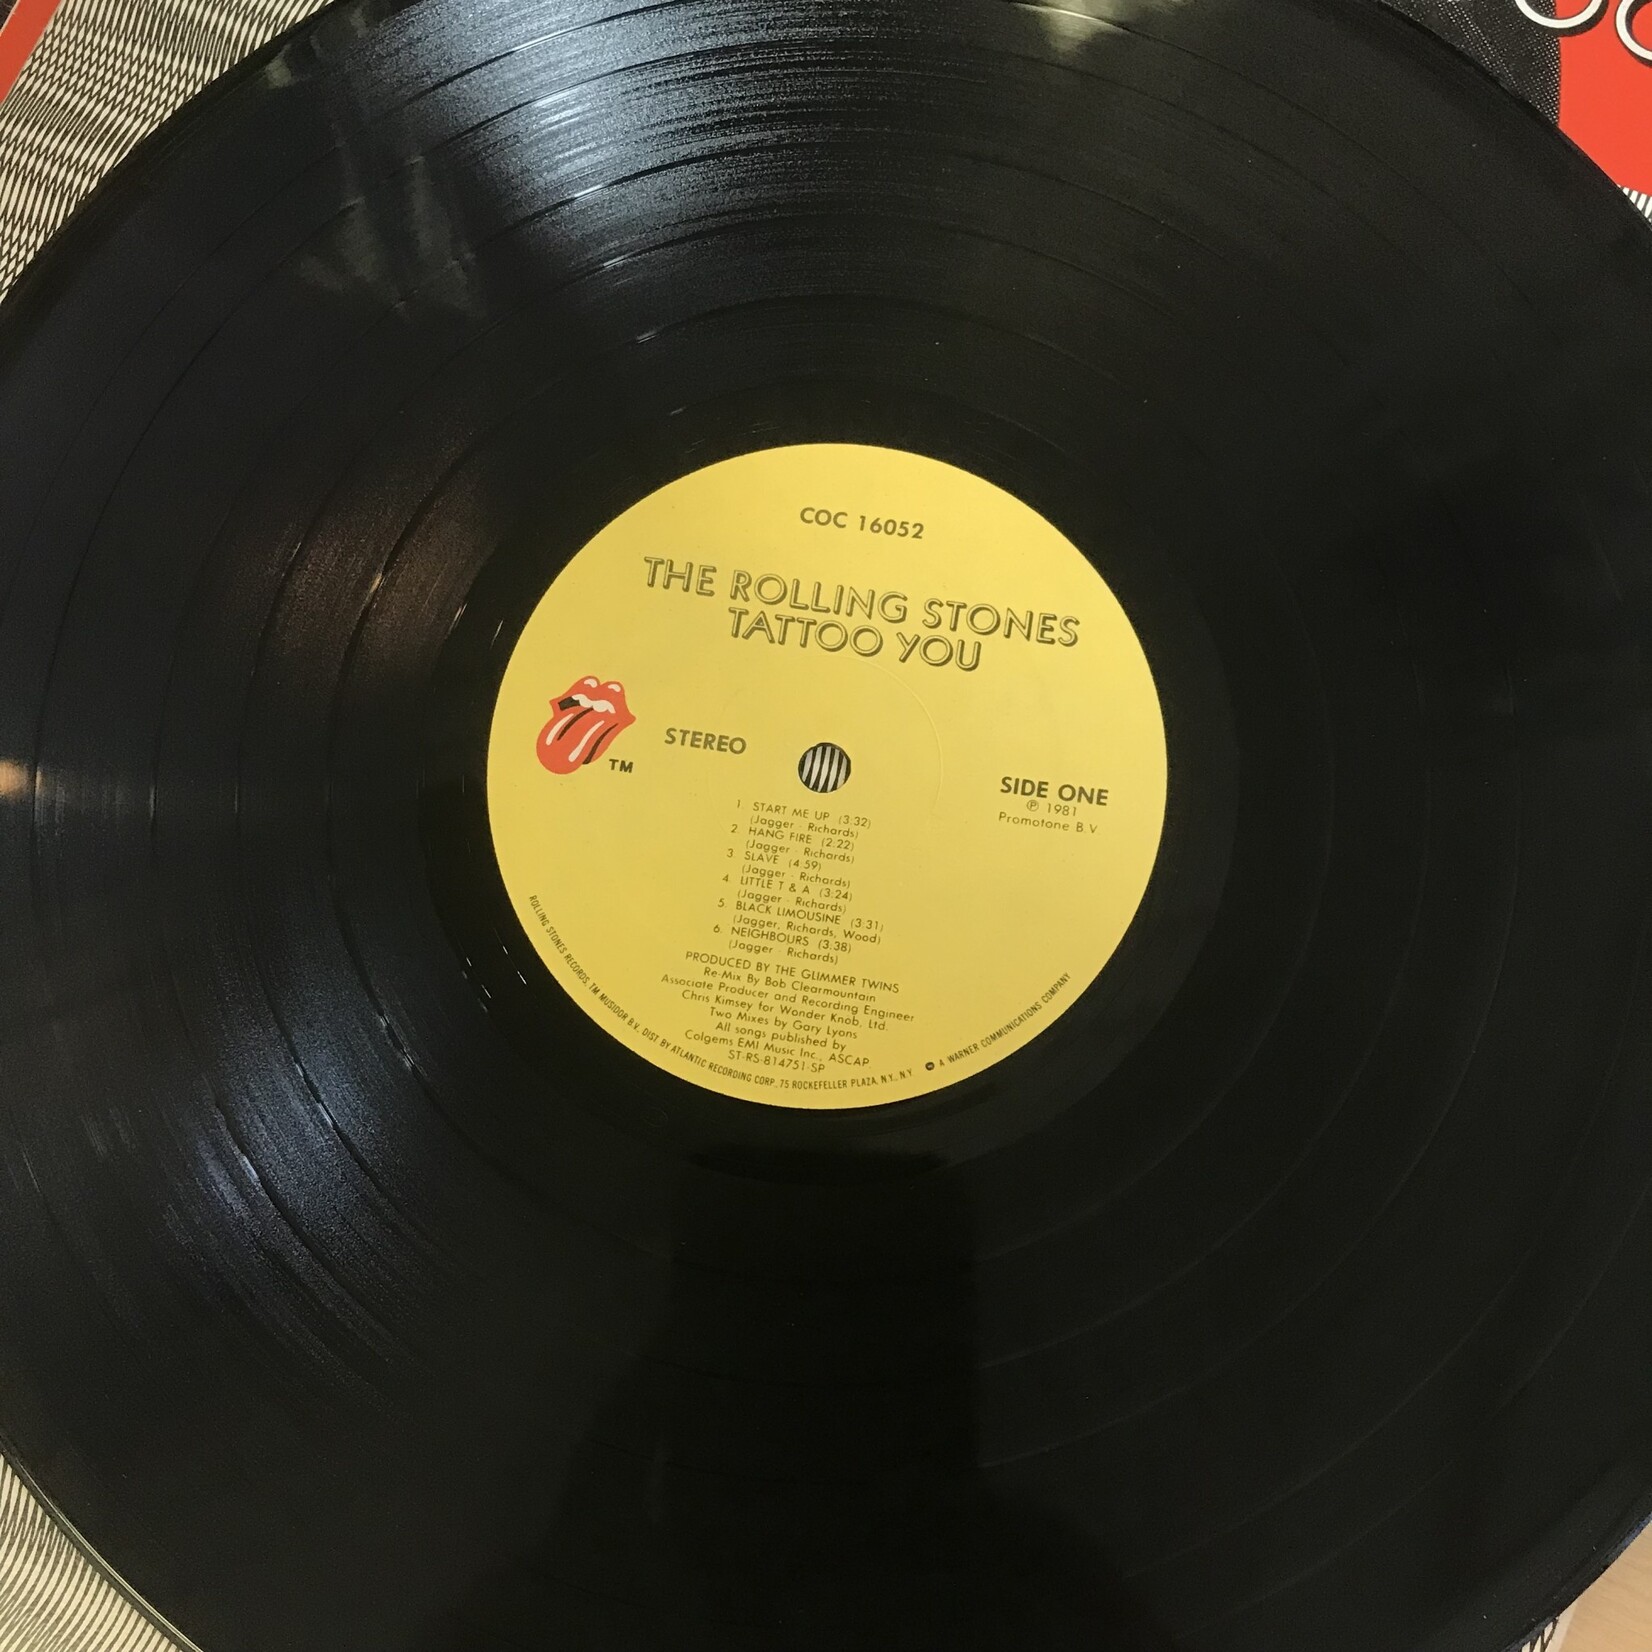 COC 16052
THE ROLLING STONES
TATTOO YOU
STEREO
TM
SIDE ONE
℗ 1981
Promotone B.V
1. START ME UP (3:32)
(Jagger - Richards)
2. HANG FIRE (2:22)
(Jagger - Richards)
3. SLAVE (4:59)
(Jagger - Richards)
4. LITTLE T & A (3:24)
(Jagger - Richards)
5. BLACK LIMOUSINE (3:31)
(Jagger, Richards, Wood)
6. NEIGHBOURS (3:38)
(Jagger - Richards)
PRODUCED BY THE GLIMMER TWINS
Re-Mix By Bob Clearmountain
Associate Producer and Recording Engineer
Chris Kimsey for Wonder Knob, Ltd.
Two Mixes by Gary Lyons
All songs published by
Colgems EMI Music Inc., ASCAP
ST-RS-814751-SP
ROLLING STONES RECORDS, TM MUSIDOR B.V., DIST. BY ATLANTIC RECORDING CORP., 75 ROCKEFELLER PLAZA, N.Y., N.Y. A WARNER COMMUNICATIONS COMPANY